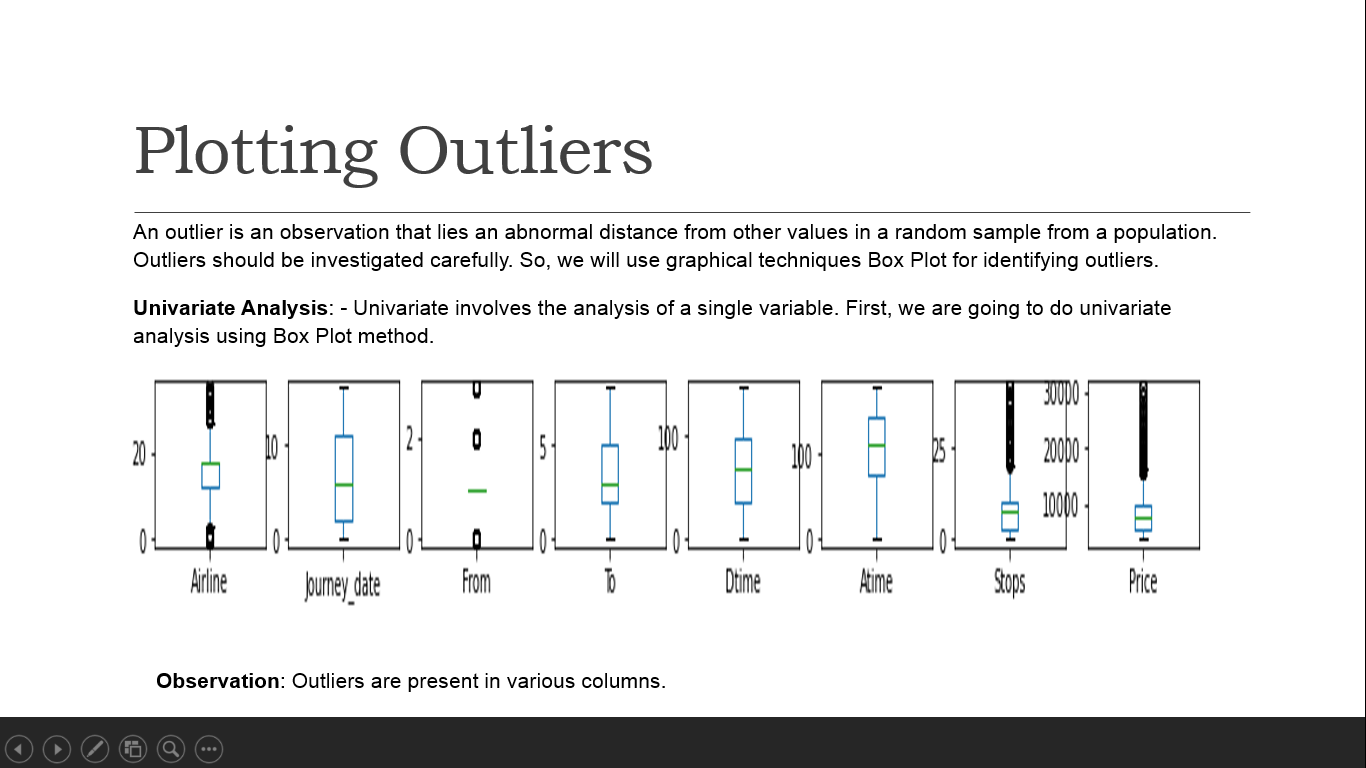 Plotting Outliers
An outlier is an observation that lies an abnormal distance from other values in a random sample from a population.
Outliers should be investigated carefully. So, we will use graphical techniques Box Plot for identifying outliers.
Univariate Analysis: - Univariate involves the analysis of a single variable. First, we are going to do univariate
analysis using Box Plot method.
20
0
Airline
10
0
Journey_date
2
0
From
5
0
To
100
0
Dtime
100
0
Atime
25
0
Stops
30000
20000
10000
Price
Observation: Outliers are present in various columns.